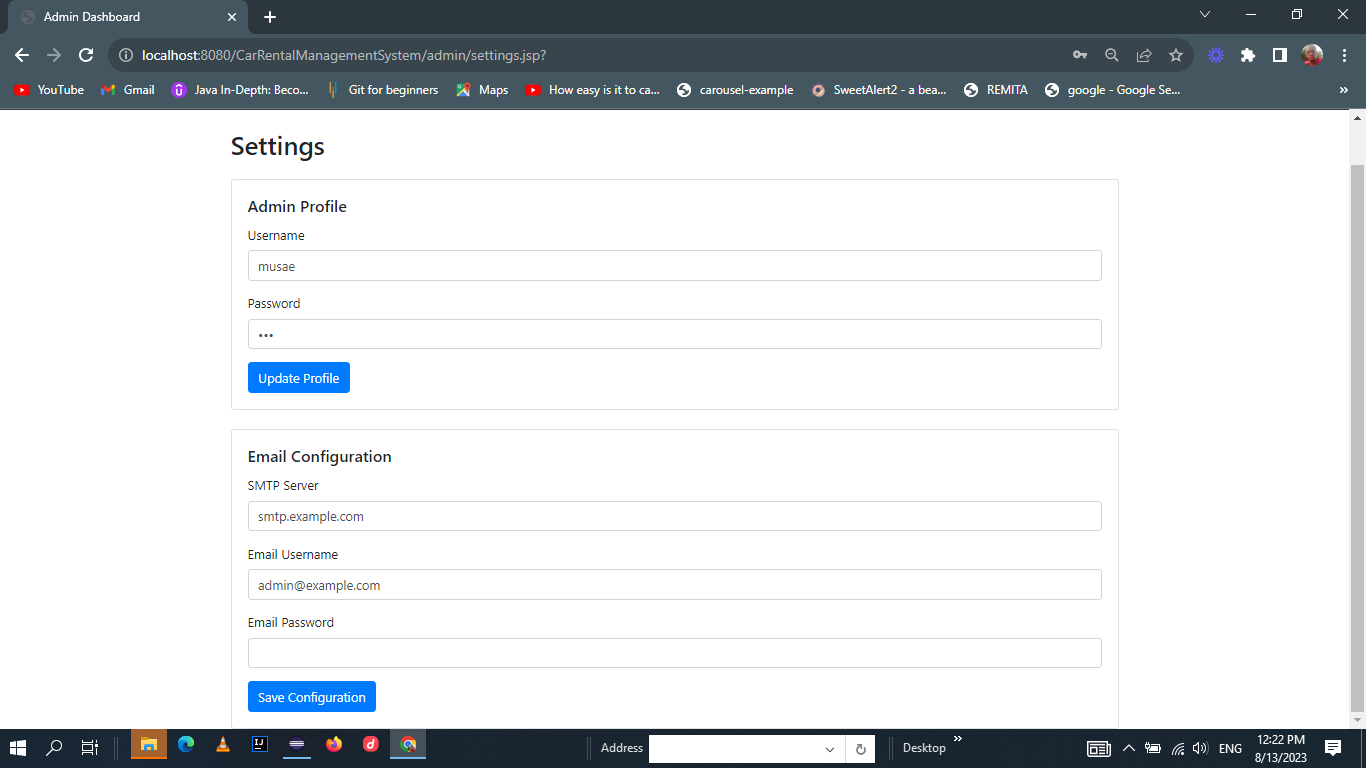 Admin Dashboard
localhost:8080/CarRentalManagementSystem/admin/settings.jsp?
YouTube Gmail Java In-Depth: Beco... Git for beginners Maps How easy is it to ca... carousel-example SweetAlert2 - a bea... REMITA google - Google Se... »
Settings
Admin Profile
Username
musae
Password
•••
Update Profile
Email Configuration
SMTP Server
smtp.example.com
Email Username
admin@example.com
Email Password
Save Configuration
Address Desktop » ENG 12:22 PM
8/13/2023